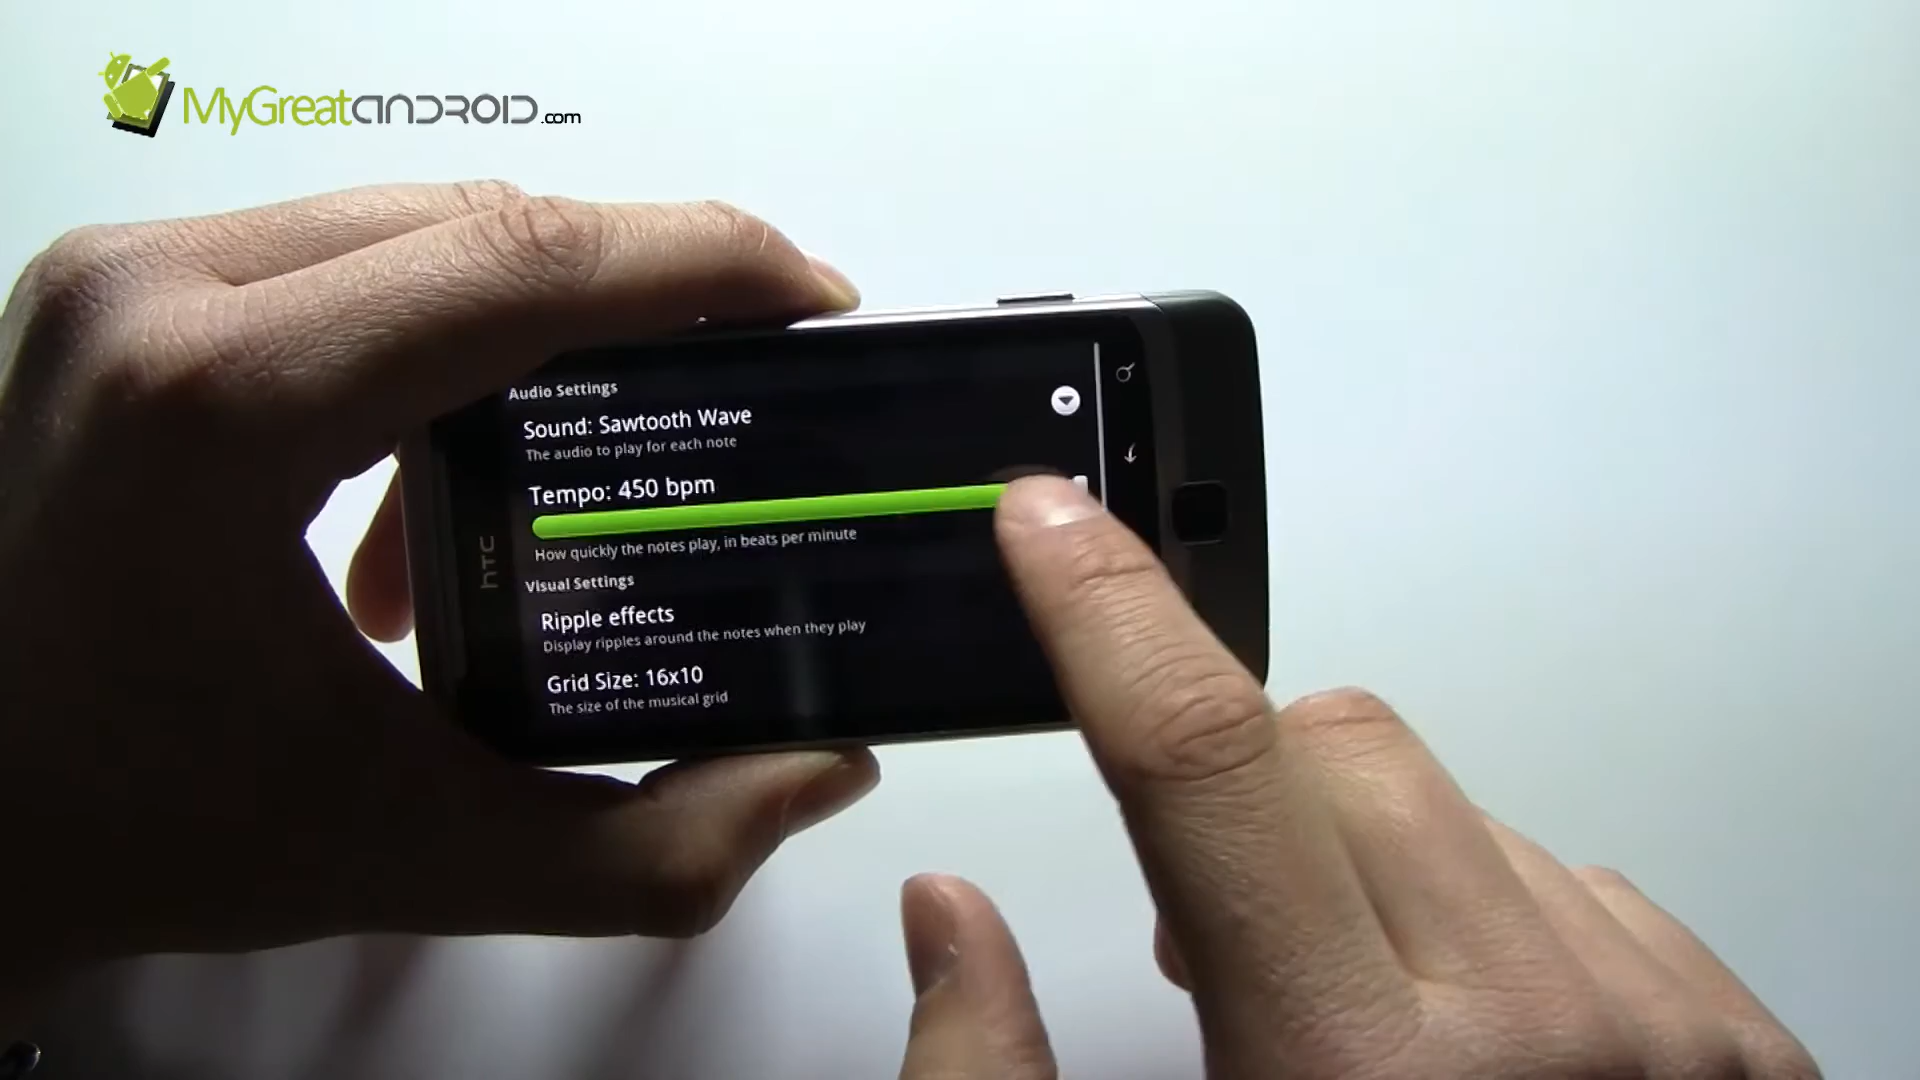 MyGreatANDROID.com
Audio Settings
Sound: Sawtooth Wave
The audio to play for each note
Tempo: 450 bpm
How quickly the notes play, in beats per minute
Visual Settings
Ripple effects
Display ripples around the notes when they play
Grid Size: 16x10
The size of the musical grid
hTC